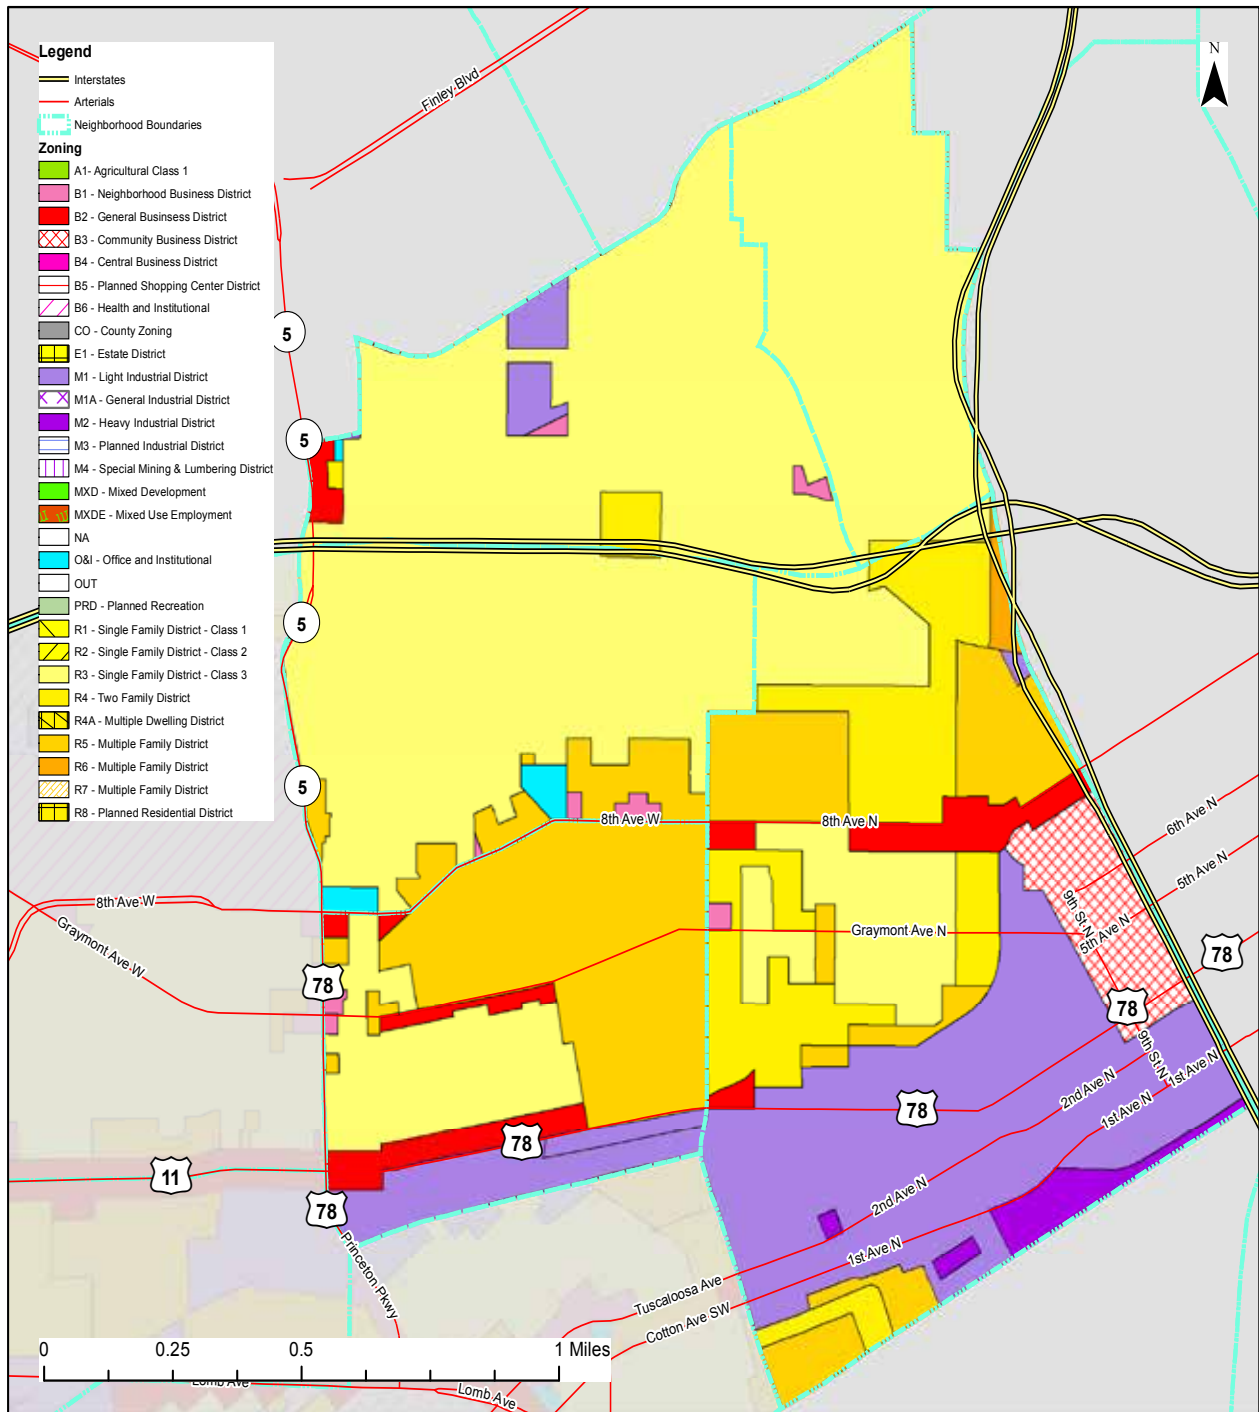 Legend
Interstates
Arterials
Neighborhood Boundaries
Zoning
A1- Agricultural Class 1
B1 - Neighborhood Business District
B2 - General Busniness District
B3 - Community Business District
B4 - Central Business District
B5 - Planned Shopping Center District
B6 - Health and Institutional
CO - County Zoning
E1 - Estate District
M1 - Light Industrial District
M1A - General Industrial District
M2 - Heavy Industrial District
M3 - Planned Industrial District
M4 - Special Mining & Lumbering District
MXD - Mixed Development
MXDE - Mixed Use Employment
NA
O&I - Office and Institutional
OUT
PRD - Planned Recreation
R1 - Single Family District - Class 1
R2 - Single Family District - Class 2
R3 - Single Family District - Class 3
R4 - Two Family District
R4A - Multiple Dwelling District
R5 - Multiple Family District
R6 - Multiple Family District
R7 - Multiple Family District
R8 - Planned Residential District
N
Finley Blvd
5
5
5
5
8th Ave W
8th Ave N
6th Ave N
5th Ave N
9th St N
5th Ave N
8th Ave W
Graymont Ave W
Graymont Ave N
78
78
78
9th St N
1st Ave N
2nd Ave N
1st Ave N
78
78
11
78
2nd Ave N
1st Ave N
Princeton Pkwy
Tuscaloosa Ave
Cotton Ave SW
0 0.25 0.5 1 Miles
Lomb Ave
Lomb Ave